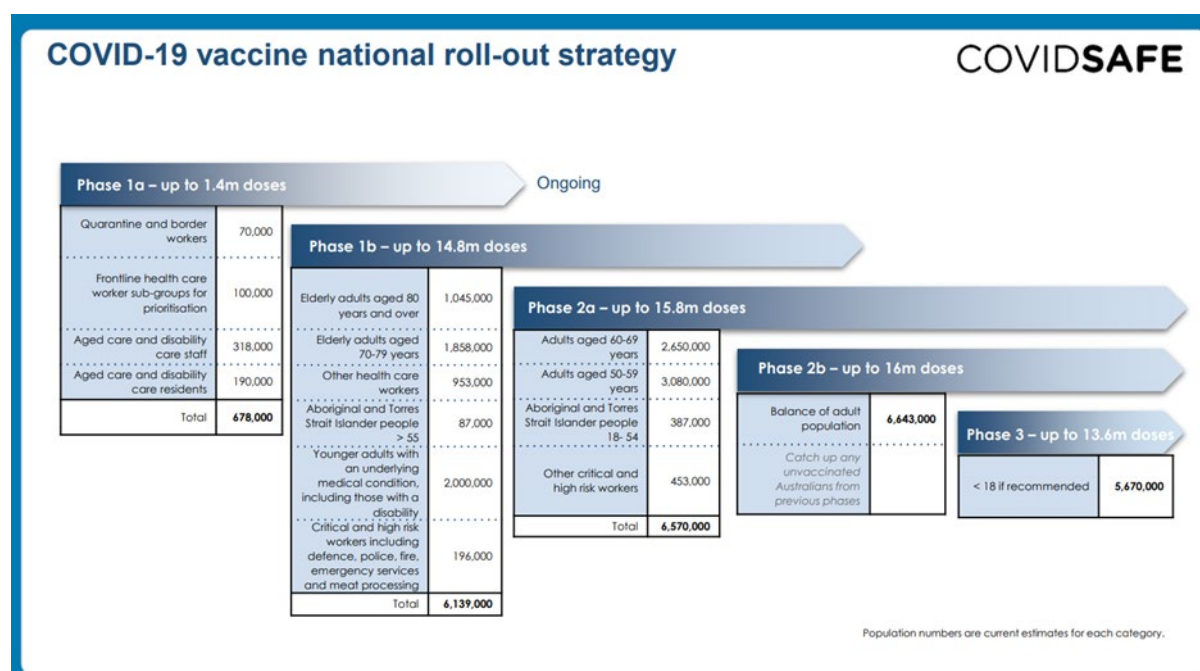 COVID-19 vaccine national roll-out strategy
COVIDSAFE
Phase 1a – up to 1.4m doses
Ongoing
Quarantine and border
workers
70,000
Frontline health care
worker sub-groups for
prioritisation
100,000
Aged care and disability
care staff
318,000
Aged care and disability
care residents
190,000
Total
678,000
Phase 1b – up to 14.8m doses
Elderly adults aged 80
years and over
1,045,000
Elderly adults aged
70-79 years
1,858,000
Other health care
workers
953,000
Aboriginal and Torres
Strait Islander people
> 55
87,000
Younger adults with
an underlying
medical condition,
including those with a
disability
2,000,000
Critical and high risk
workers including
defence, police, fire,
emergency services
and meat processing
196,000
Total
6,139,000
Phase 2a – up to 15.8m doses
Adults aged 60-69
years
2,650,000
Adults aged 50-59
years
3,080,000
Aboriginal and Torres
Strait Islander people
18- 54
387,000
Other critical and
high risk workers
453,000
Total
6,570,000
Phase 2b – up to 16m doses
Balance of adult
population
6,643,000
Catch up any
unvaccinated
Australians from
previous phases
Phase 3 – up to 13.6m doses
< 18 if recommended
5,670,000
Population numbers are current estimates for each category.